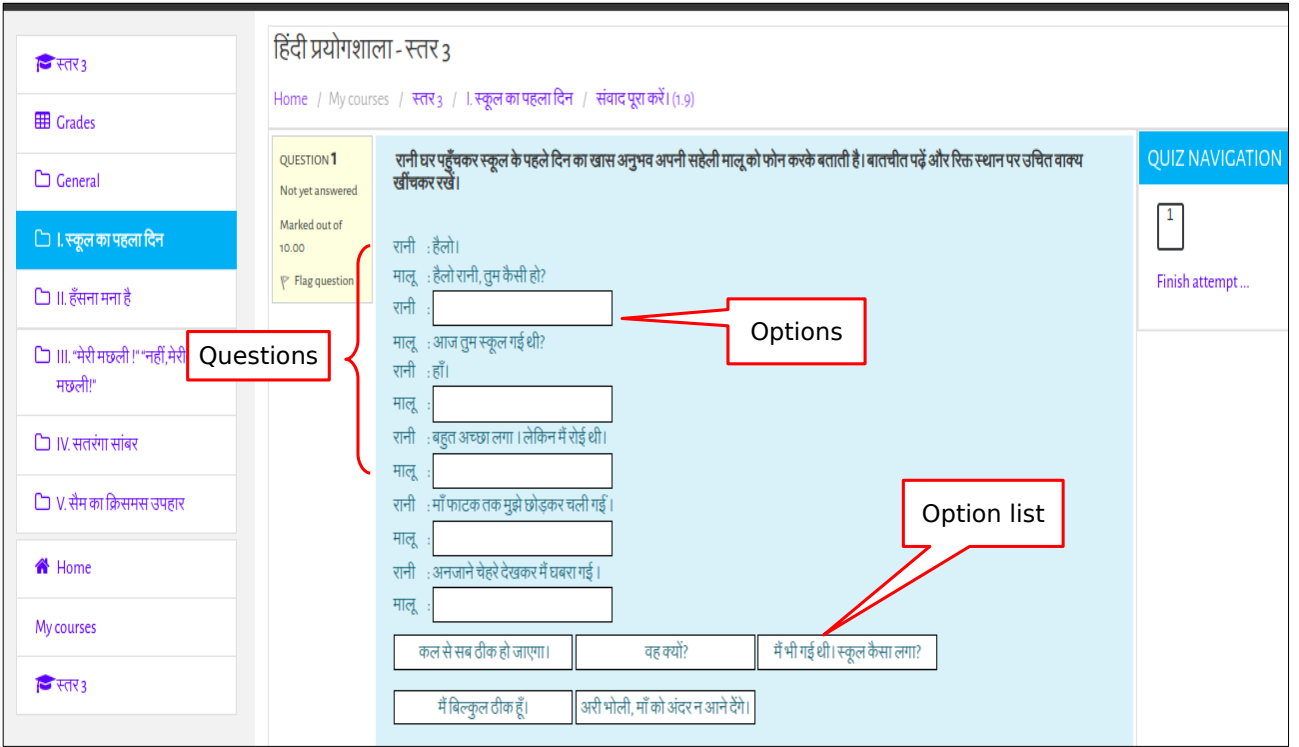 स्तर 3
Grades
General
I. स्कूल का पहला दिन
II. हँसना मना है
III. “मेरी मछली !” “नहीं,मेरी
मछली!”
IV. सतरंगा सांबर
V. सैम का क्रिसमस उपहार
Home
My courses
स्तर 3
हिंदी प्रयोगशाला - स्तर 3
Home / My courses / स्तर 3 / I. स्कूल का पहला दिन / संवाद पूरा करें। (1.9)
QUESTION 1
Not yet answered
Marked out of
10.00
Flag question
रानी घर पहुँचकर स्कूल के पहले दिन का खास अनुभव अपनी सहेली मालू को फोन करके बताती है। बातचीत पढ़ें और रिक्त स्थान पर उचित वाक्य
खींचकर रखें।
रानी : हैलो।
मालू : हैलो रानी, तुम कैसी हो?
रानी :
मालू : आज तुम स्कूल गई थी?
रानी : हाँ।
मालू :
रानी : बहुत अच्छा लगा । लेकिन मैं रोई थी।
मालू :
रानी : माँ फाटक तक मुझे छोड़कर चली गई ।
मालू :
रानी : अनजाने चेहरे देखकर मैं घबरा गई ।
मालू :
कल से सब ठीक हो जाएगा।
वह क्यों?
मैं भी गई थी। स्कूल कैसा लगा?
मैं बिल्कुल ठीक हूँ।
अरी भोली, माँ को अंदर न आने देंगे।
Questions
Options
Option list
QUIZ NAVIGATION
1
Finish attempt ...